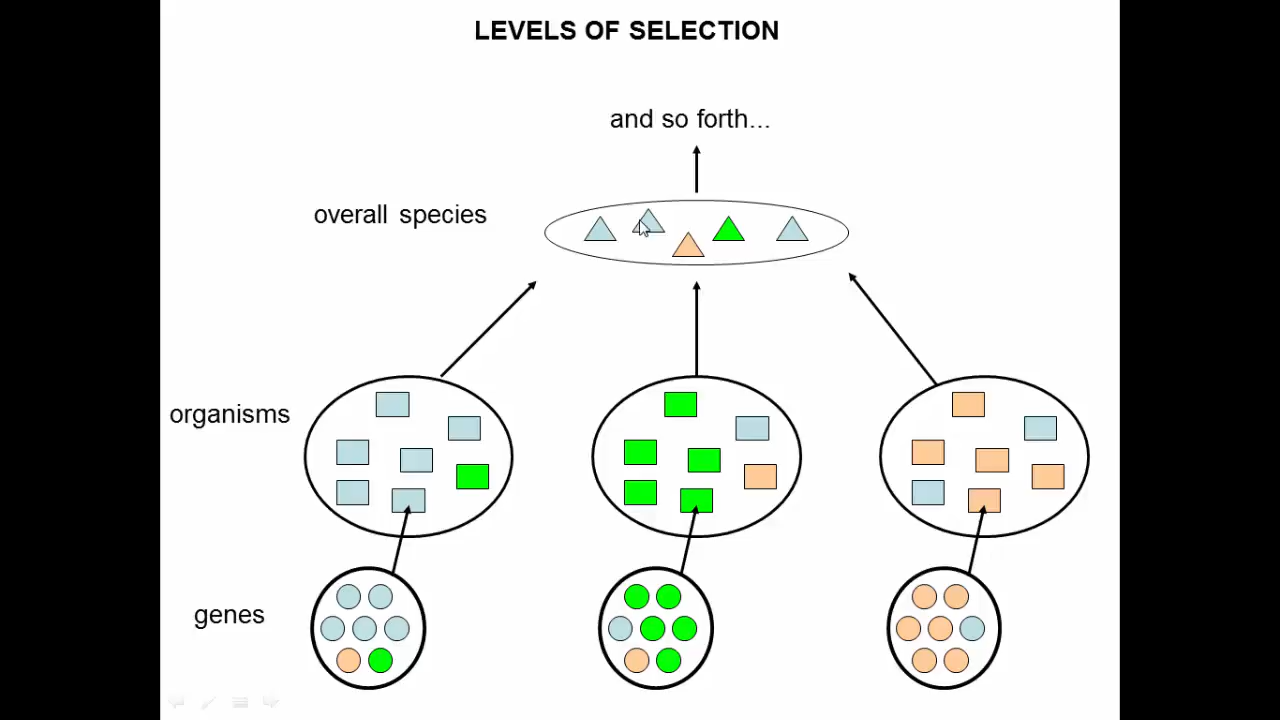 LEVELS OF SELECTION
and so forth...
overall species
organisms
genes